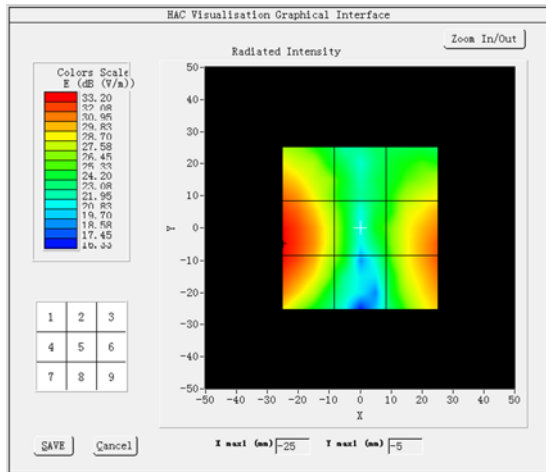 HAC Visualisation Graphical Interface
Zoom In/Out
Radiated Intensity
Colors Scale
E (dB (V/m))
33.20
32.08
30.95
29.83
28.70
27.58
26.45
25.33
24.20
23.08
21.95
20.83
19.70
18.58
17.45
16.33
50
40
30
20
10
0
-10
-20
-30
-40
-50
Y
-50 -40 -30 -20 -10 0 10 20 30 40 50
X
1 2 3
4 5 6
7 8 9
SAVE Cancel
X max1 (mm) -25 Y max1 (mm) -5